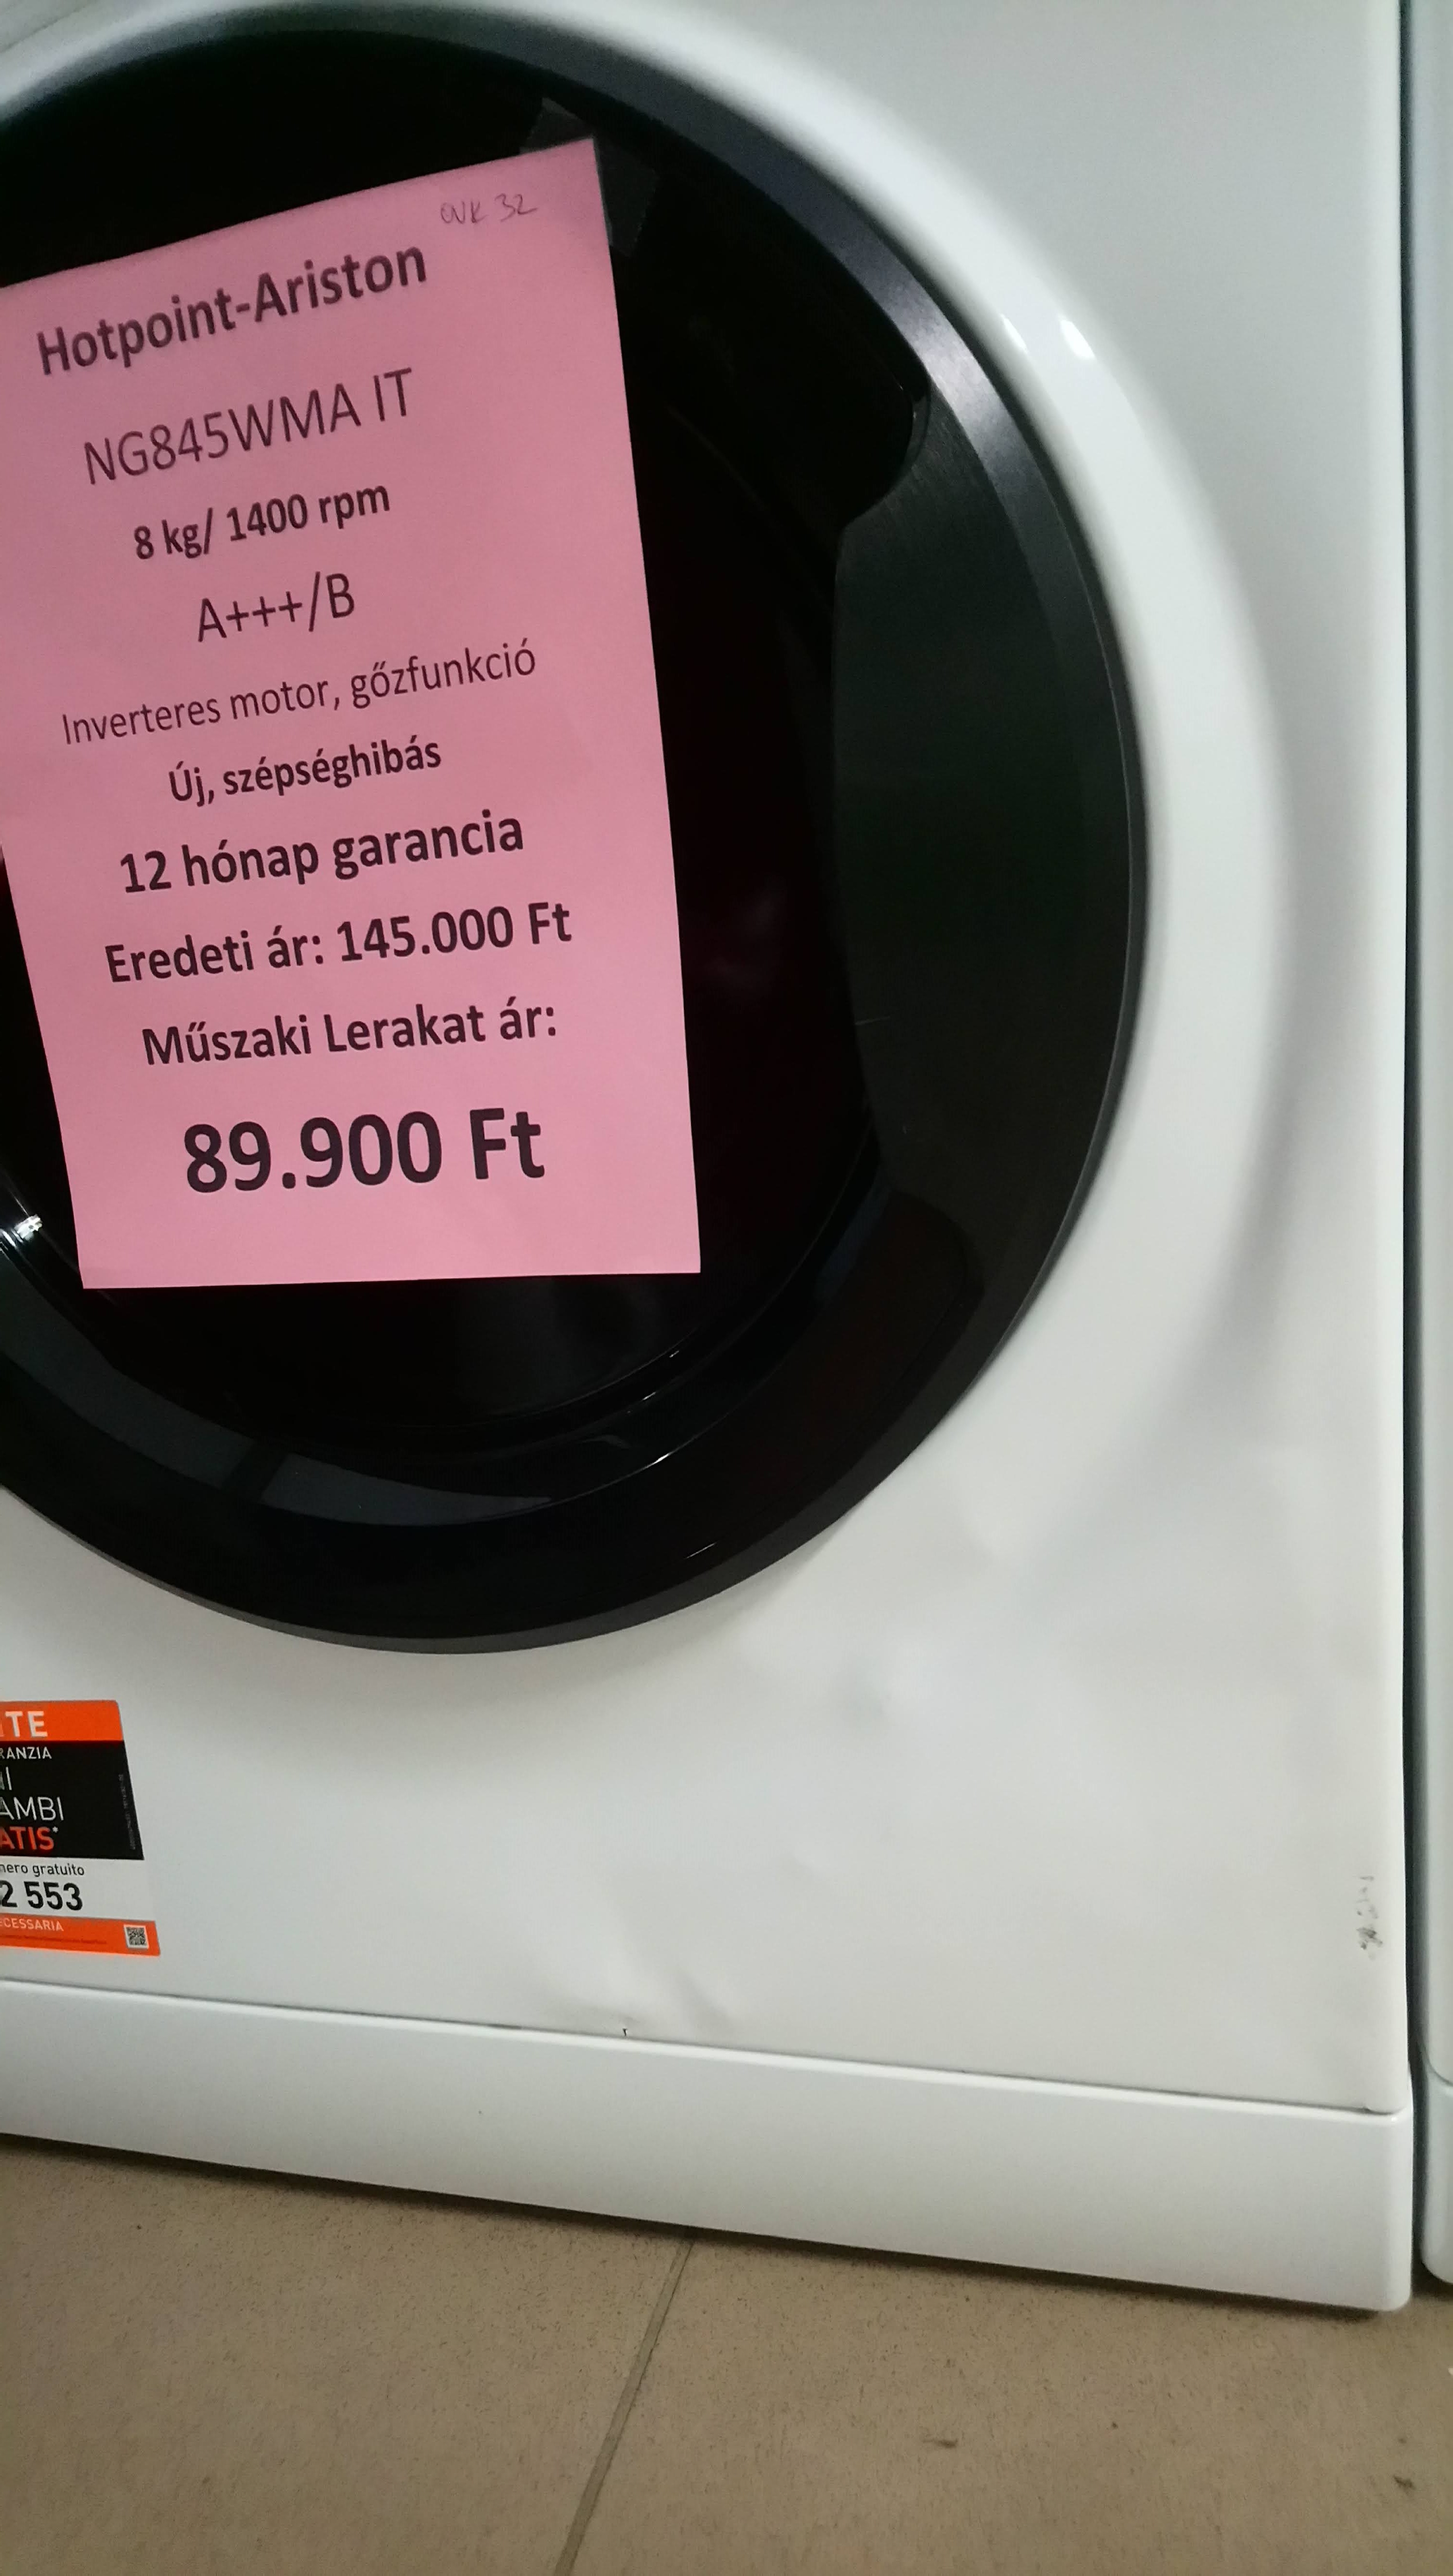 OVK 32
Hotpoint-Ariston
NG845WMA IT
8 kg/ 1400 rpm
A+++/B
Inverteres motor, gőzfunkció
Új, szépséghibás
12 hónap garancia
Eredeti ár: 145.000 Ft
Műszaki Lerakat ár:
89.900 Ft
TE
RANZIA
I
AMBI
ATIS*
nero gratuito
2 553
ECESSARIA